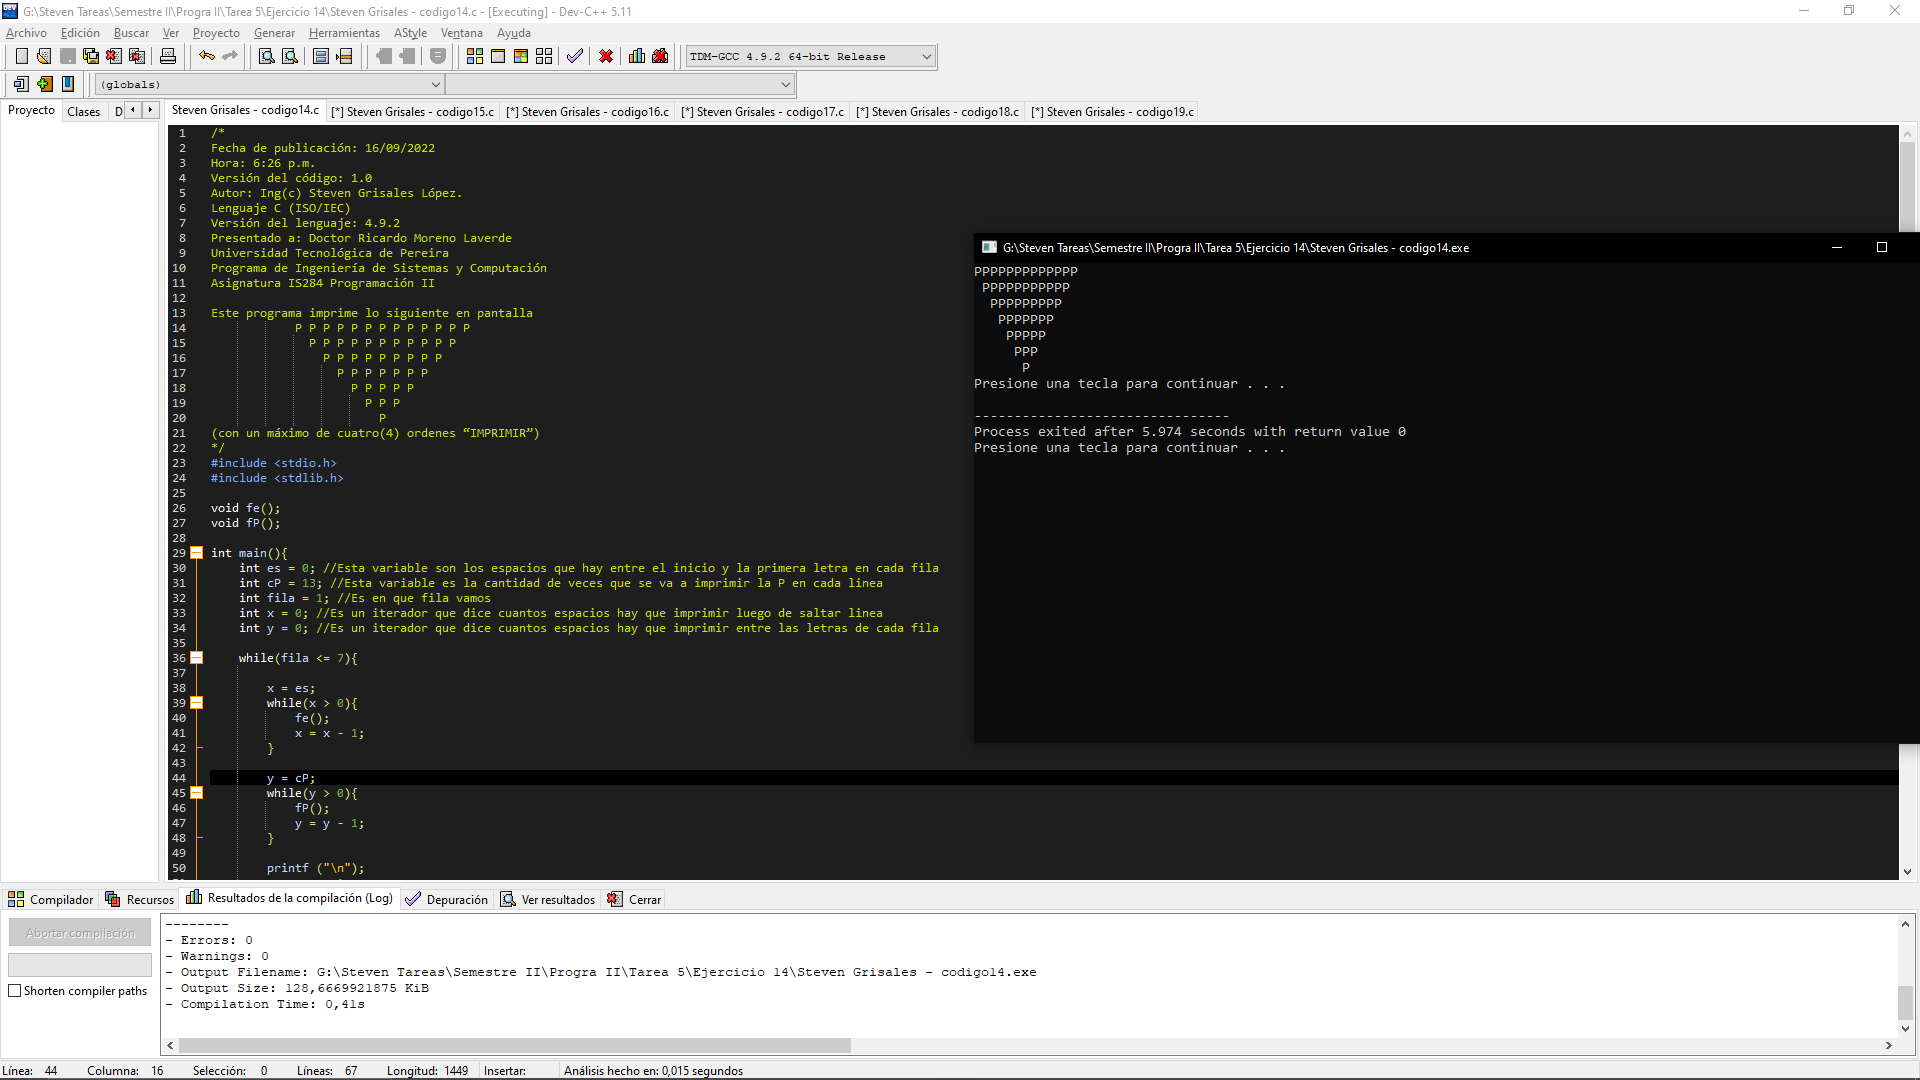 G:\Steven Tareas\Semestre II\Progra II\Tarea 5\Ejercicio 14\Steven Grisales - codigo14.c - [Executing] - Dev-C++ 5.11
Archivo Edición Buscar Ver Proyecto Generar Herramientas AStyle Ventana Ayuda
TDM-GCC 4.9.2 64-bit Release
(globals)
Proyecto Clases D
Steven Grisales - codigo14.c [*] Steven Grisales - codigo15.c [*] Steven Grisales - codigo16.c [*] Steven Grisales - codigo17.c [*] Steven Grisales - codigo18.c [*] Steven Grisales - codigo19.c
1 /*
2 Fecha de publicación: 16/09/2022
3 Hora: 6:26 p.m.
4 Versión del código: 1.0
5 Autor: Ing(c) Steven Grisales López.
6 Lenguaje C (ISO/IEC)
7 Versión del lenguaje: 4.9.2
8 Presentado a: Doctor Ricardo Moreno Laverde
9 Universidad Tecnológica de Pereira
10 Programa de Ingeniería de Sistemas y Computación
11 Asignatura IS284 Programación II
12
13 Este programa imprime lo siguiente en pantalla
14 P P P P P P P P P P P P P
15 P P P P P P P P P P P
16 P P P P P P P P P
17 P P P P P P P
18 P P P P P
19 P P P
20 P
21 (con un máximo de cuatro(4) ordenes “IMPRIMIR”)
22 */
23 #include <stdio.h>
24 #include <stdlib.h>
25
26 void fe();
27 void fP();
28
29 int main(){
30 int es = 0; //Esta variable son los espacios que hay entre el inicio y la primera letra en cada fila
31 int cP = 13; //Esta variable es la cantidad de veces que se va a imprimir la P en cada linea
32 int fila = 1; //Es en que fila vamos
33 int x = 0; //Es un iterador que dice cuantos espacios hay que imprimir luego de saltar linea
34 int y = 0; //Es un iterador que dice cuantos espacios hay que imprimir entre las letras de cada fila
35
36 while(fila <= 7){
37
38 x = es;
39 while(x > 0){
40 fe();
41 x = x - 1;
42 }
43
44 y = cP;
45 while(y > 0){
46 fP();
47 y = y - 1;
48 }
49
50 printf ("\n");
G:\Steven Tareas\Semestre II\Progra II\Tarea 5\Ejercicio 14\Steven Grisales - codigo14.exe
PPPPPPPPPPPPP
PPPPPPPPPPP
PPPPPPPPP
PPPPPPP
PPPPP
PPP
P
Presione una tecla para continuar . . .
--------------------------------
Process exited after 5.974 seconds with return value 0
Presione una tecla para continuar . . .
Compilador Recursos Resultados de la compilación (Log) Depuración Ver resultados Cerrar
Abortar compilación
Shorten compiler paths
--------
- Errors: 0
- Warnings: 0
- Output Filename: G:\Steven Tareas\Semestre II\Progra II\Tarea 5\Ejercicio 14\Steven Grisales - codigo14.exe
- Output Size: 128,6669921875 KiB
- Compilation Time: 0,41s
Línea: 44 Columna: 16 Selección: 0 Líneas: 67 Longitud: 1449 Insertar: Análisis hecho en: 0,015 segundos